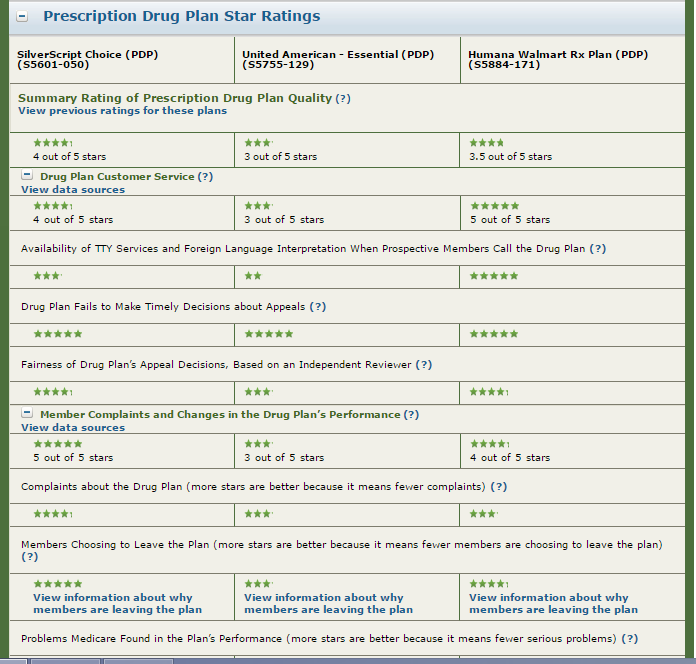 Prescription Drug Plan Star Ratings
SilverScript Choice (PDP)
(S5601-050)
United American - Essential (PDP)
(S5755-129)
Humana Walmart Rx Plan (PDP)
(S5884-171)
Summary Rating of Prescription Drug Plan Quality (?)
View previous ratings for these plans
4 out of 5 stars
3 out of 5 stars
3.5 out of 5 stars
Drug Plan Customer Service (?)
View data sources
4 out of 5 stars
3 out of 5 stars
5 out of 5 stars
Availability of TTY Services and Foreign Language Interpretation When Prospective Members Call the Drug Plan (?)
Drug Plan Fails to Make Timely Decisions about Appeals (?)
Fairness of Drug Plan's Appeal Decisions, Based on an Independent Reviewer (?)
Member Complaints and Changes in the Drug Plan's Performance (?)
View data sources
5 out of 5 stars
3 out of 5 stars
4 out of 5 stars
Complaints about the Drug Plan (more stars are better because it means fewer complaints) (?)
Members Choosing to Leave the Plan (more stars are better because it means fewer members are choosing to leave the plan)
(?)
View information about why
members are leaving the plan
View information about why
members are leaving the plan
View information about why
members are leaving the plan
Problems Medicare Found in the Plan's Performance (more stars are better because it means fewer serious problems) (?)